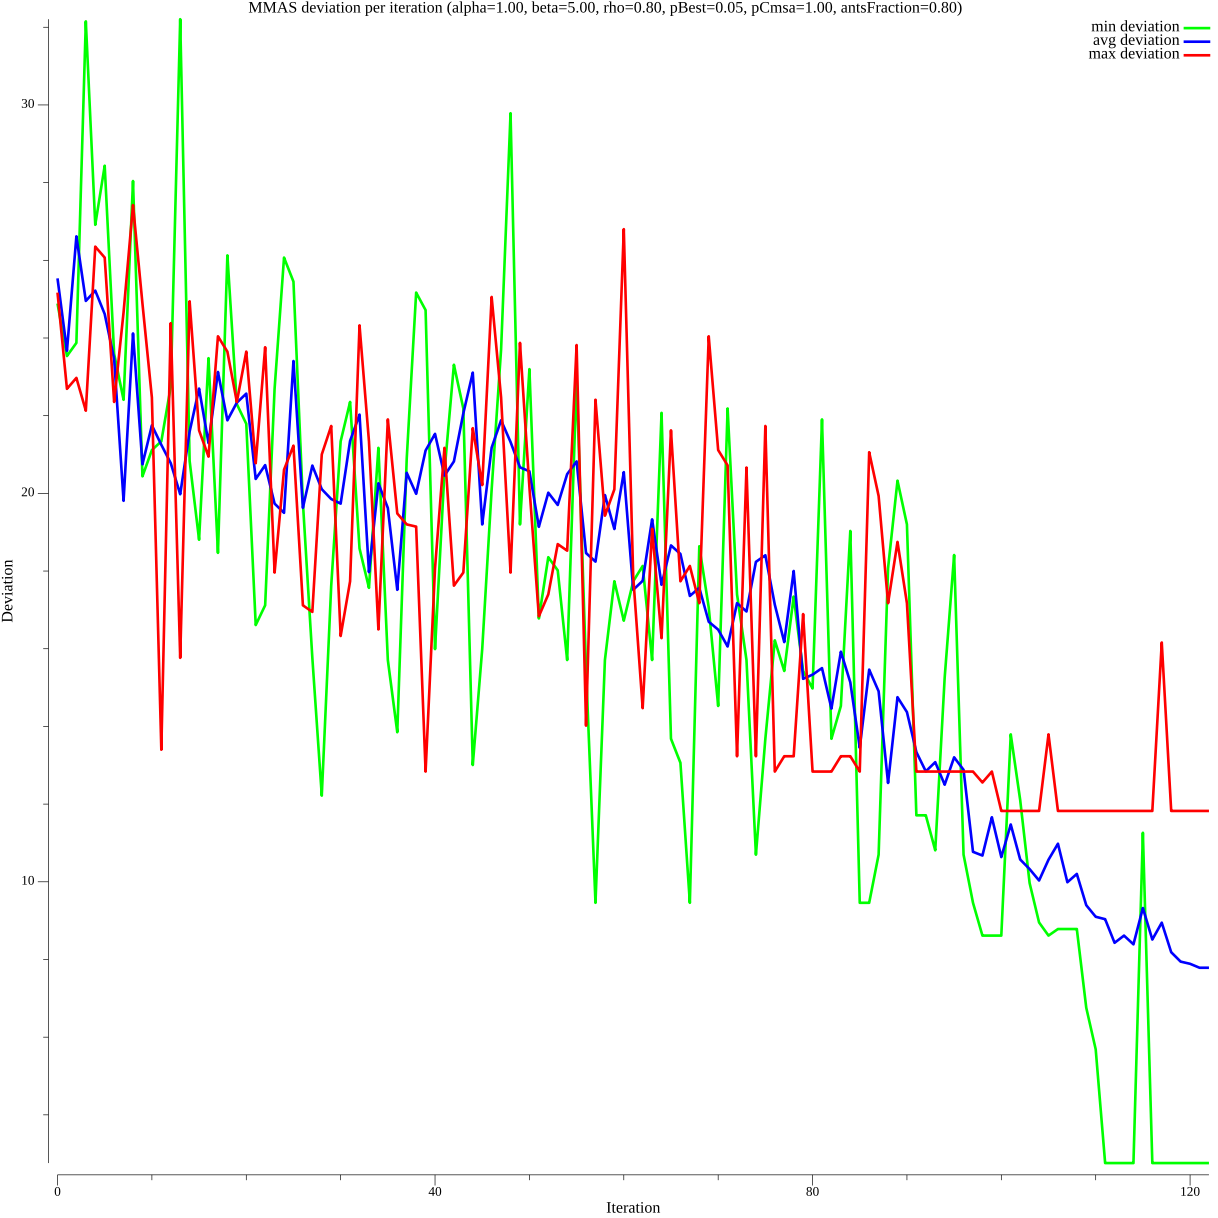 MMAS deviation per iteration (alpha=1.00, beta=5.00, rho=0.80, pBest=0.05, pCmsa=1.00, antsFraction=0.80)
min deviation
avg deviation
max deviation
30
20
10
Deviation
0
40
80
120
Iteration